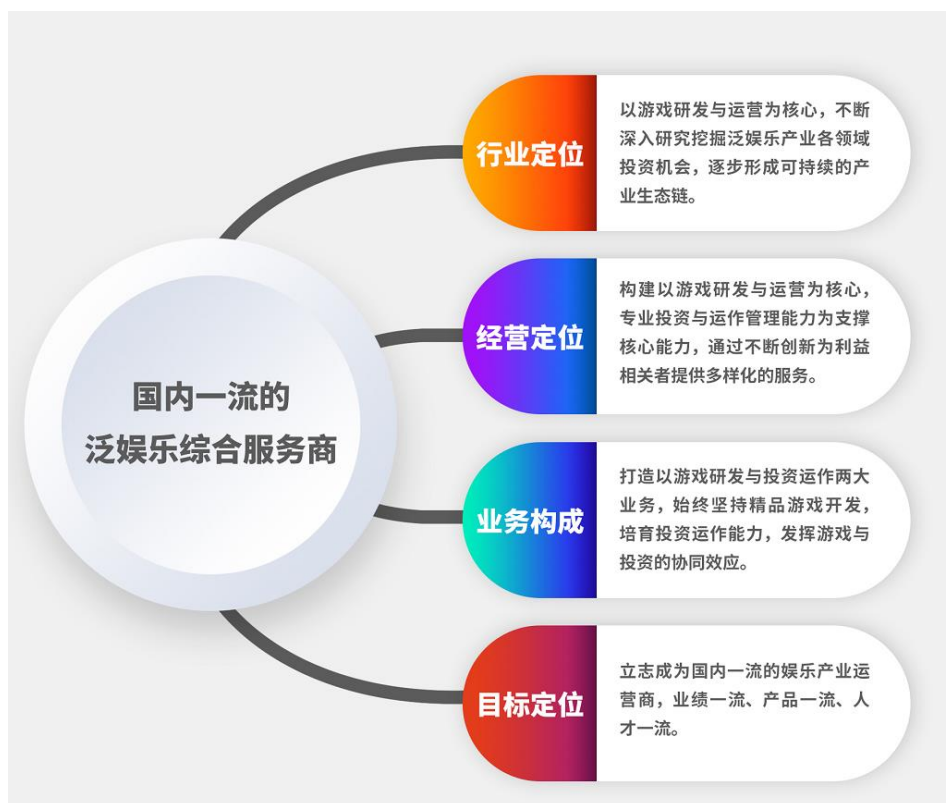 国内一流的
泛娱乐综合服务商
行业定位
以游戏研发与运营为核心，不断
深入研究挖掘泛娱乐产业各领域
投资机会，逐步形成可持续的产
业生态链。
经营定位
构建以游戏研发与运营为核心，
专业投资与运作管理能力为支撑
核心能力，通过不断创新为利益
相关者提供多样化的服务。
业务构成
打造以游戏研发与投资运作两大
业务，始终坚持精品游戏开发，
培育投资运作能力，发挥游戏与
投资的协同效应。
目标定位
立志成为国内一流的娱乐产业运
营商，业绩一流、产品一流、人
才一流。